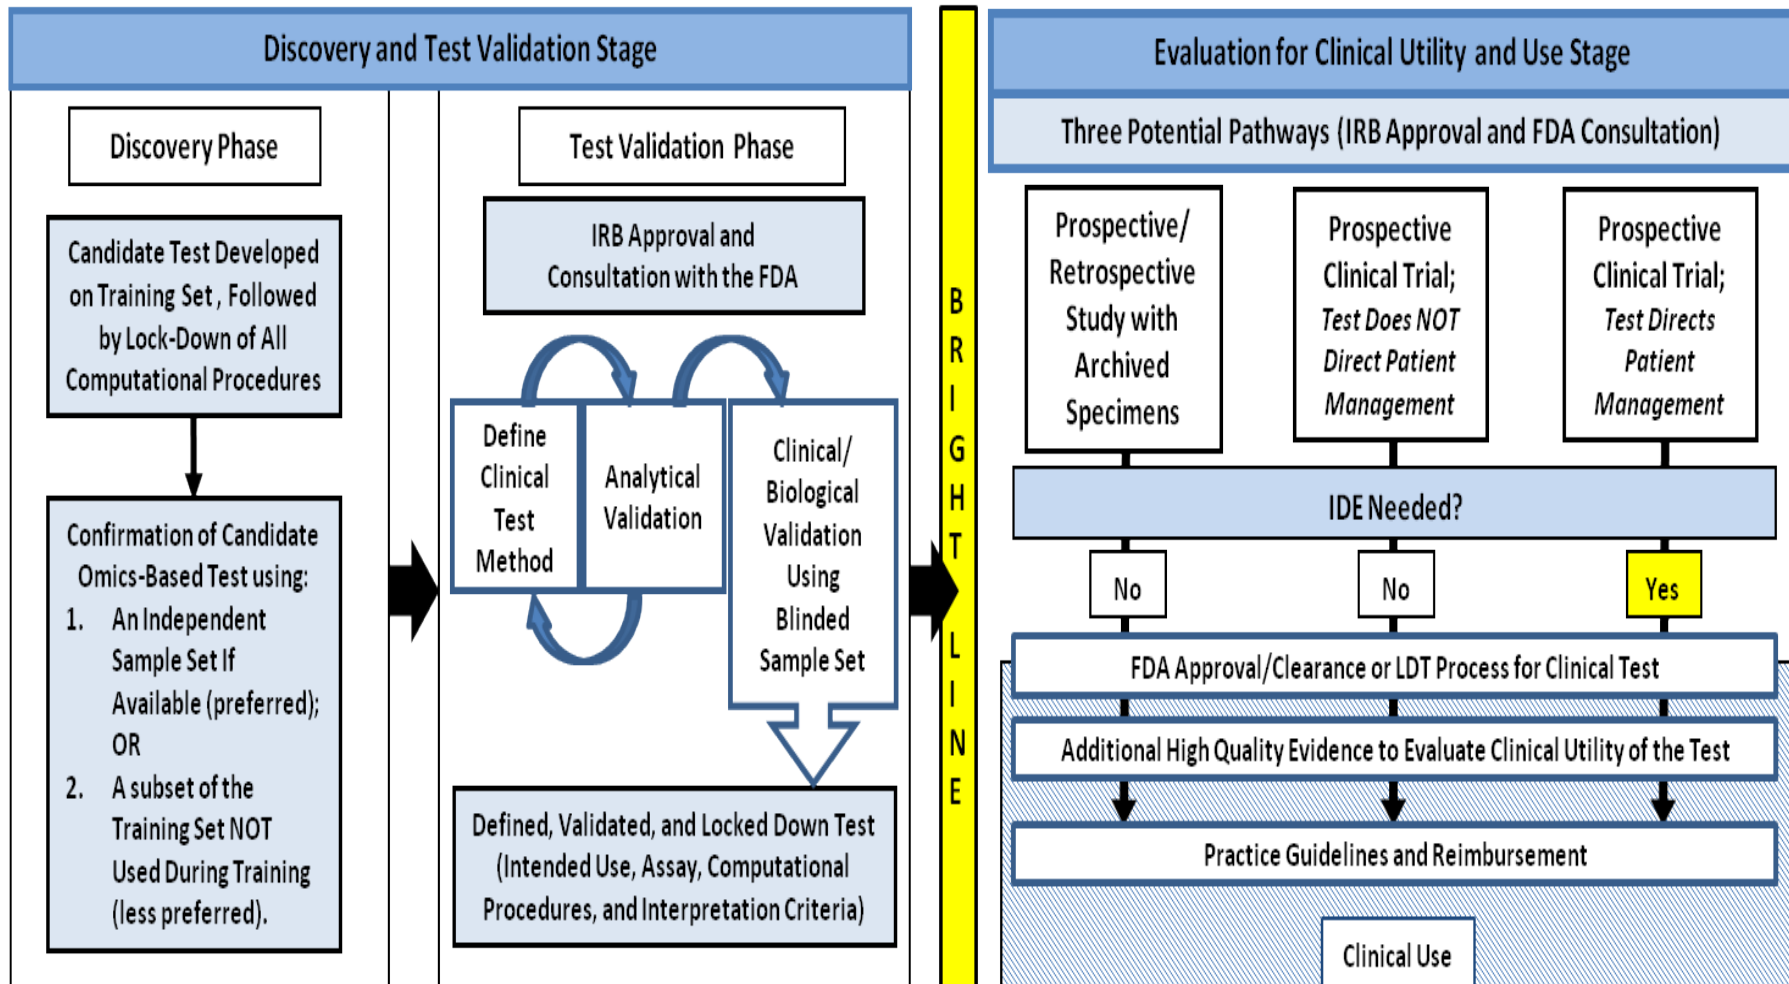 Discovery and Test Validation Stage
Discovery Phase
Candidate Test Developed
on Training Set , Followed
by Lock-Down of All
Computational Procedures
Confirmation of Candidate
Omics-Based Test using:
1. An Independent
Sample Set If
Available (preferred);
OR
2. A subset of the
Training Set NOT
Used During Training
(less preferred).
Test Validation Phase
IRB Approval and
Consultation with the FDA
Define
Clinical
Test
Method
Analytical
Validation
Clinical/
Biological
Validation
Using
Blinded
Sample Set
Defined, Validated, and Locked Down Test
(Intended Use, Assay, Computational
Procedures, and Interpretation Criteria)
BRIGHT LINE
Evaluation for Clinical Utility and Use Stage
Three Potential Pathways (IRB Approval and FDA Consultation)
Prospective/
Retrospective
Study with
Archived
Specimens
Prospective
Clinical Trial;
Test Does NOT
Direct Patient
Management
Prospective
Clinical Trial;
Test Directs
Patient
Management
IDE Needed?
No
No
Yes
FDA Approval/Clearance or LDT Process for Clinical Test
Additional High Quality Evidence to Evaluate Clinical Utility of the Test
Practice Guidelines and Reimbursement
Clinical Use